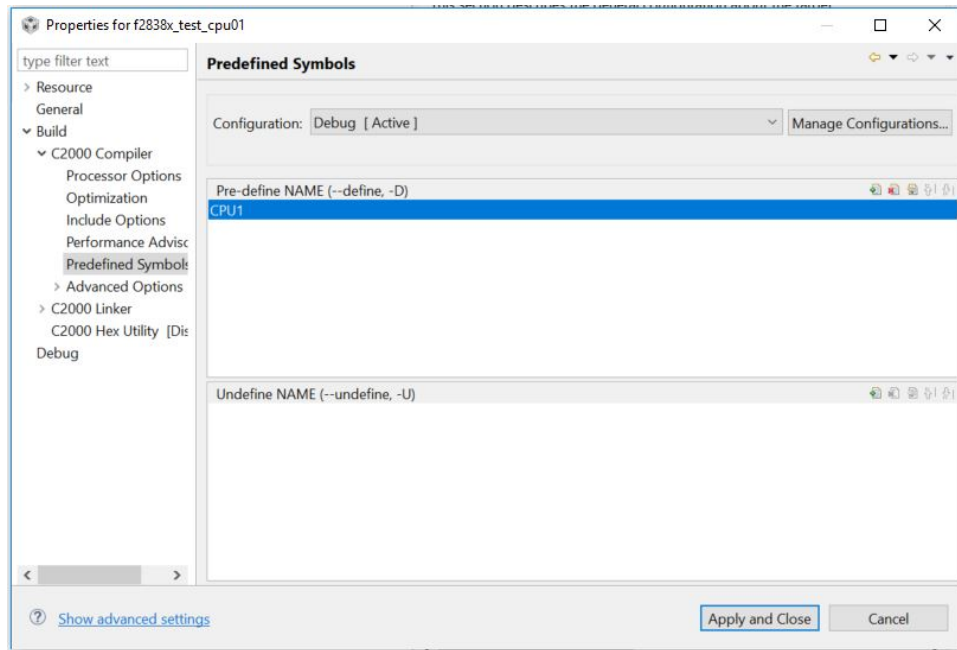 Properties for f2838x_test_cpu01
type filter text
Predefined Symbols
Resource
General
Build
C2000 Compiler
Processor Options
Optimization
Include Options
Performance Advisc
Predefined Symbols
Advanced Options
C2000 Linker
C2000 Hex Utility [Dis
Debug
Configuration: Debug [ Active ]
Manage Configurations...
Pre-define NAME (--define, -D)
CPU1
Undefine NAME (--undefine, -U)
Show advanced settings
Apply and Close
Cancel